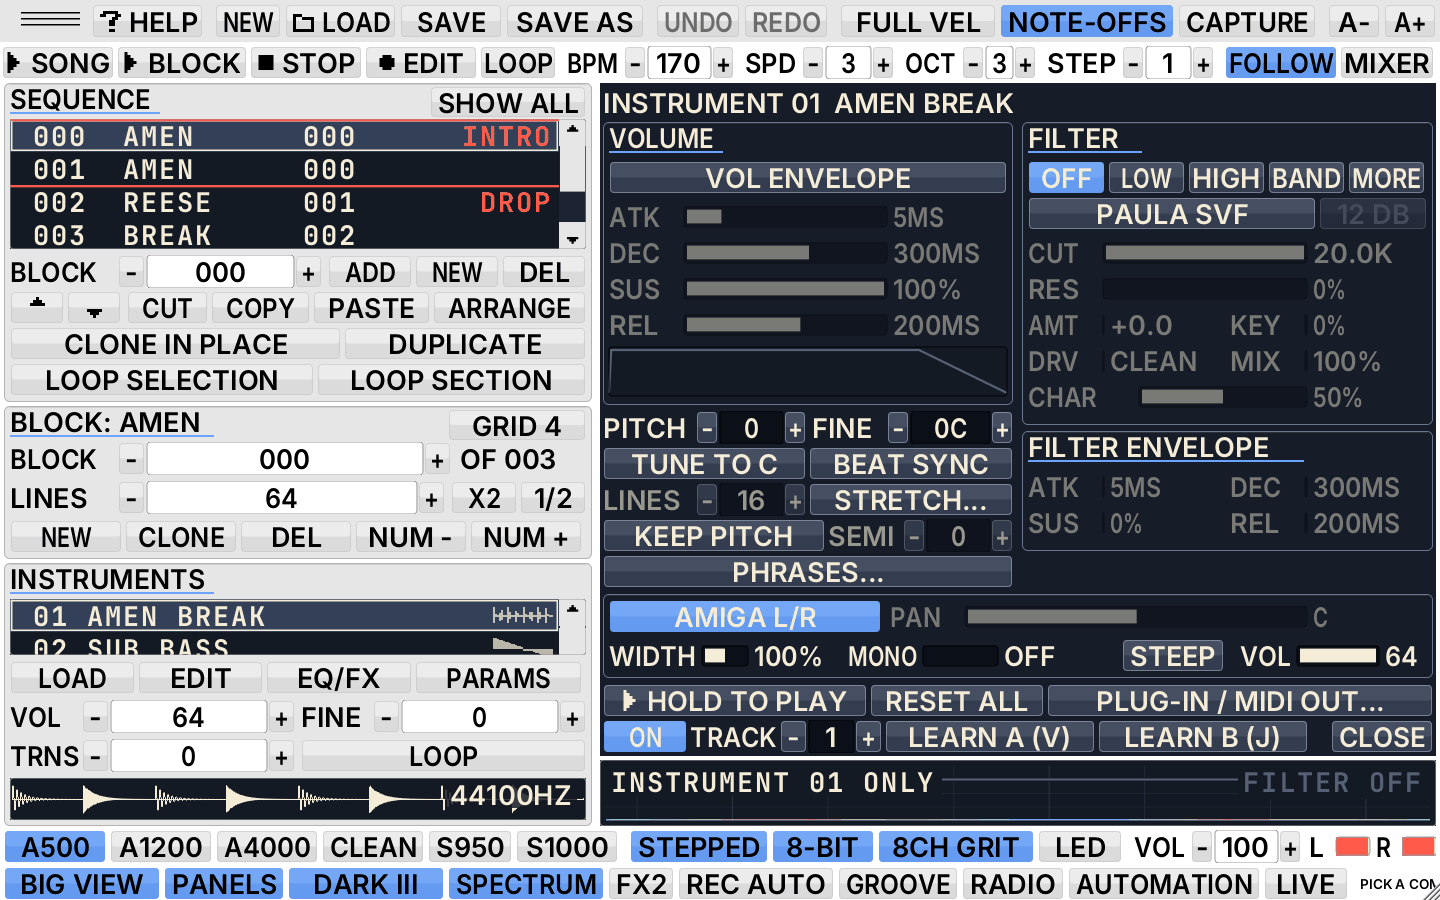 ? HELP NEW LOAD SAVE SAVE AS UNDO REDO FULL VEL NOTE-OFFS CAPTURE A- A+
SONG BLOCK STOP EDIT LOOP BPM - 170 + SPD - 3 + OCT - 3 + STEP - 1 + FOLLOW MIXER
SEQUENCE SHOW ALL
000 AMEN 000 INTRO
001 AMEN 000
002 REESE 001 DROP
003 BREAK 002
BLOCK - 000 + ADD NEW DEL
CUT COPY PASTE ARRANGE
CLONE IN PLACE DUPLICATE
LOOP SELECTION LOOP SECTION
BLOCK: AMEN GRID 4
BLOCK - 000 + OF 003
LINES - 64 + X2 1/2
NEW CLONE DEL NUM - NUM +
INSTRUMENTS
01 AMEN BREAK
02 SUB BASS
LOAD EDIT EQ/FX PARAMS
VOL - 64 + FINE - 0 +
TRNS - 0 + LOOP
44100HZ
INSTRUMENT 01 AMEN BREAK
VOLUME
VOL ENVELOPE
ATK 5MS
DEC 300MS
SUS 100%
REL 200MS
PITCH - 0 + FINE - 0C +
TUNE TO C BEAT SYNC
LINES - 16 + STRETCH...
KEEP PITCH SEMI - 0 +
PHRASES...
FILTER
OFF LOW HIGH BAND MORE
PAULA SVF 12 DB
CUT 20.0K
RES 0%
AMT +0.0 KEY 0%
DRV CLEAN MIX 100%
CHAR 50%
FILTER ENVELOPE
ATK 5MS DEC 300MS
SUS 0% REL 200MS
AMIGA L/R PAN C
WIDTH 100% MONO OFF STEEP VOL 64
HOLD TO PLAY RESET ALL PLUG-IN / MIDI OUT...
ON TRACK - 1 + LEARN A (V) LEARN B (J) CLOSE
INSTRUMENT 01 ONLY FILTER OFF
A500 A1200 A4000 CLEAN S950 S1000 STEPPED 8-BIT 8CH GRIT LED VOL - 100 + L R
BIG VIEW PANELS DARK III SPECTRUM FX2 REC AUTO GROOVE RADIO AUTOMATION LIVE PICK A